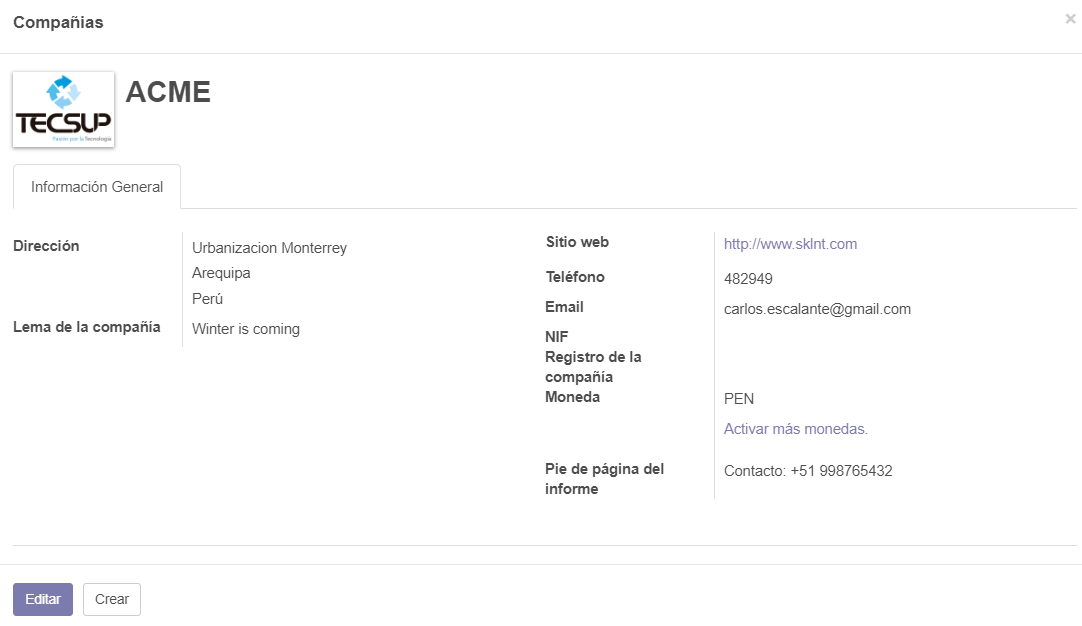 Compañias
×
TECSUP
Pasión por la Tecnología
ACME
Información General
Dirección
Urbanizacion Monterrey
Arequipa
Perú
Lema de la compañía
Winter is coming
Sitio web
http://www.sklnt.com
Teléfono
482949
Email
carlos.escalante@gmail.com
NIF
Registro de la
compañía
Moneda
PEN
Activar más monedas.
Pie de página del
informe
Contacto: +51 998765432
Editar
Crear